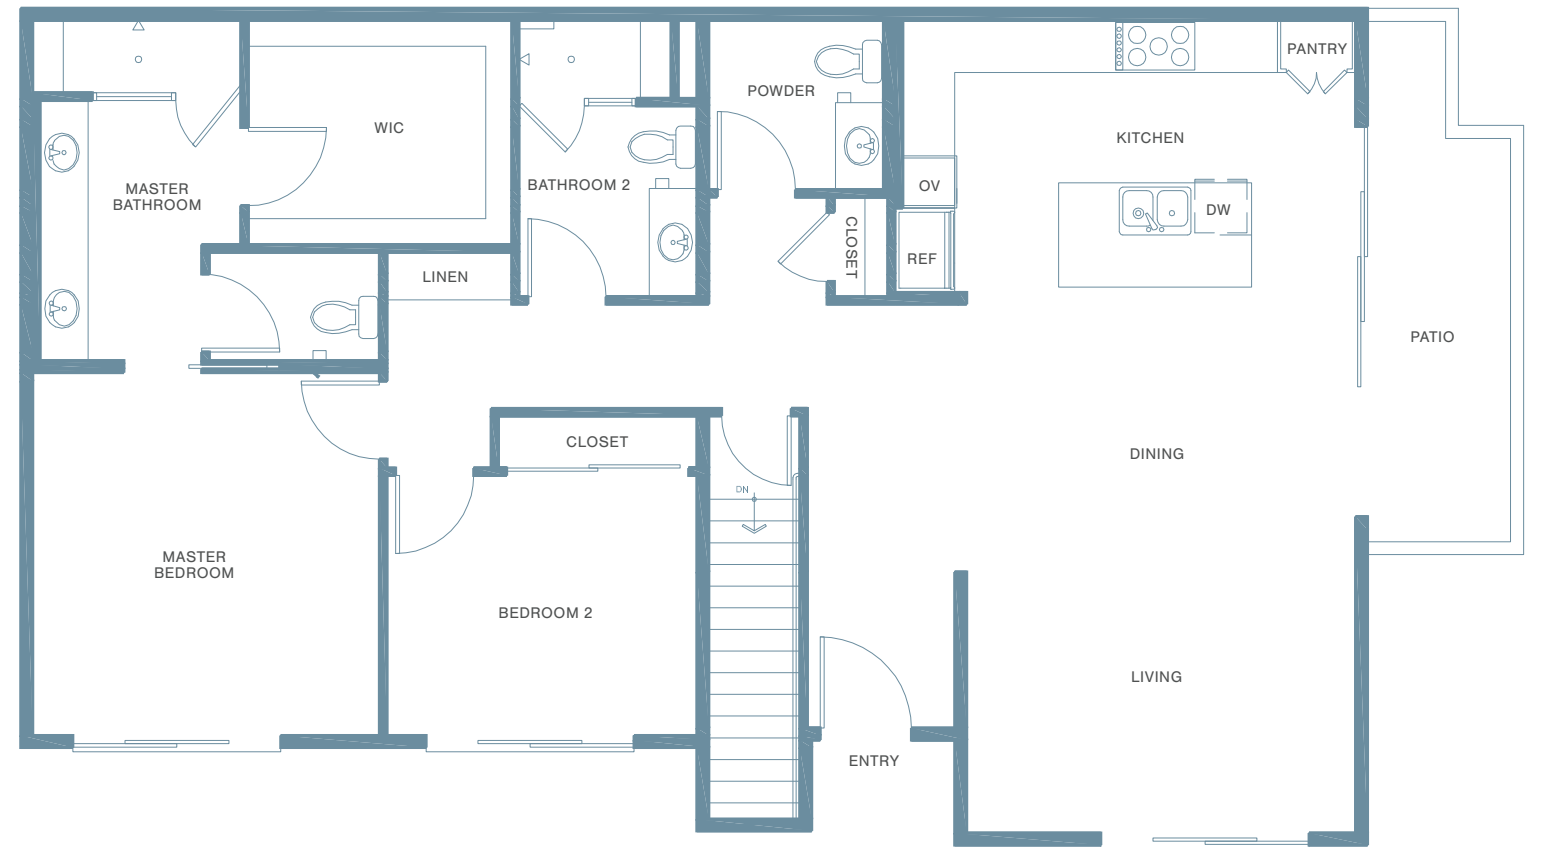 PANTRY
POWDER
WIC
KITCHEN
BATHROOM 2
OV
MASTER
BATHROOM
DW
CLOSET
REF
LINEN
PATIO
CLOSET
DINING
DN
MASTER
BEDROOM
BEDROOM 2
LIVING
ENTRY